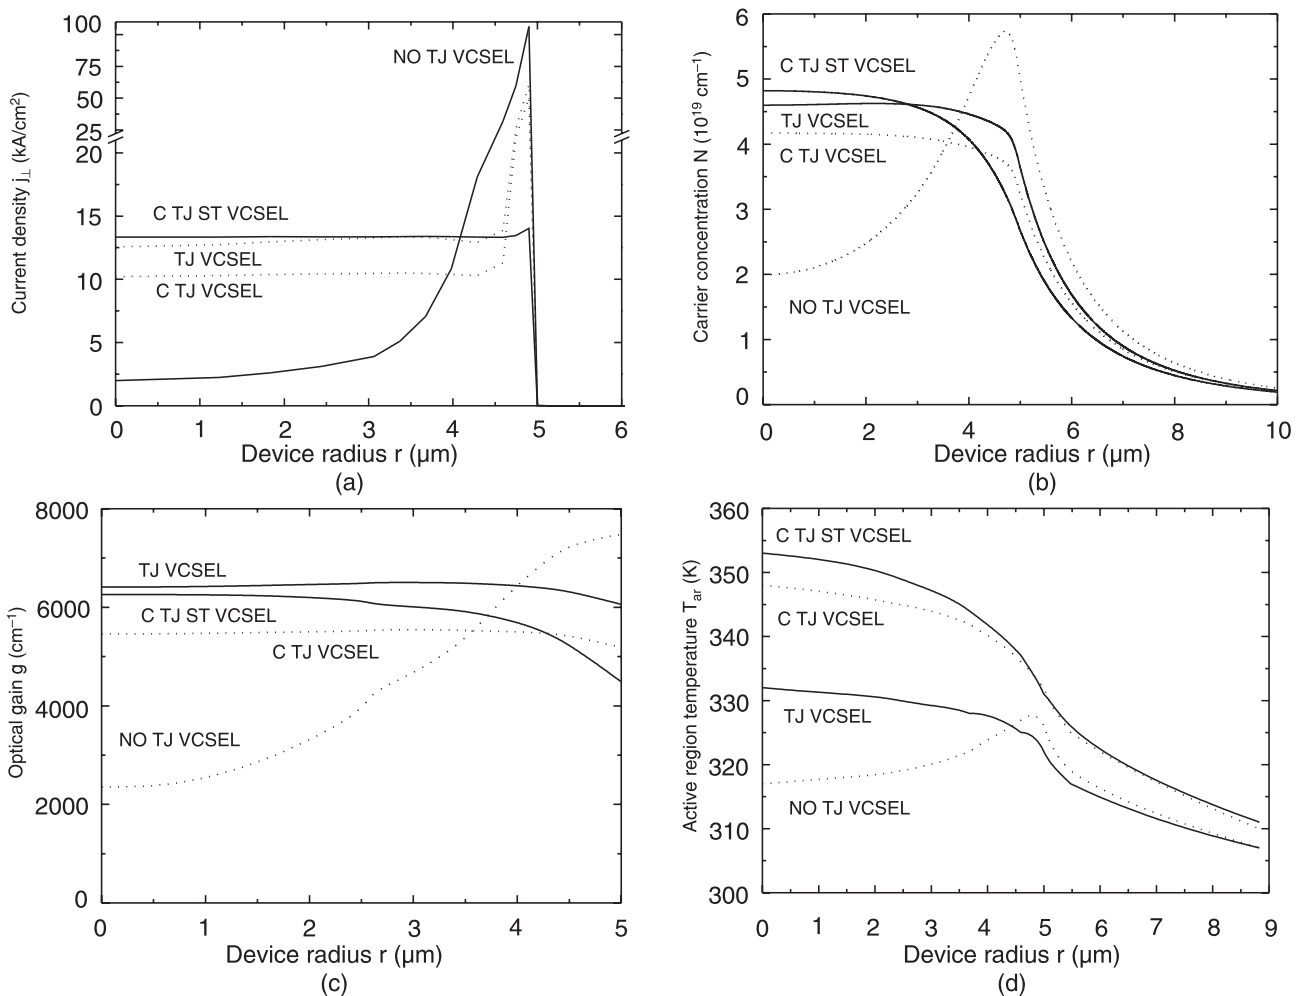 100
75
50
25
20
15
10
5
0
Current density j⊥ (kA/cm²)
NO TJ VCSEL
C TJ ST VCSEL
TJ VCSEL
C TJ VCSEL
0 1 2 3 4 5 6
Device radius r (μm)
(a)
6
5
4
3
2
1
0
Carrier concentration N (10¹⁹ cm⁻¹)
C TJ ST VCSEL
TJ VCSEL
C TJ VCSEL
NO TJ VCSEL
0 2 4 6 8 10
Device radius r (μm)
(b)
8000
6000
4000
2000
0
Optical gain g (cm⁻¹)
TJ VCSEL
C TJ ST VCSEL
C TJ VCSEL
NO TJ VCSEL
0 1 2 3 4 5
Device radius r (μm)
(c)
360
350
340
330
320
310
300
Active region temperature Tₐᵣ (K)
C TJ ST VCSEL
C TJ VCSEL
TJ VCSEL
NO TJ VCSEL
0 1 2 3 4 5 6 7 8 9
Device radius r (μm)
(d)